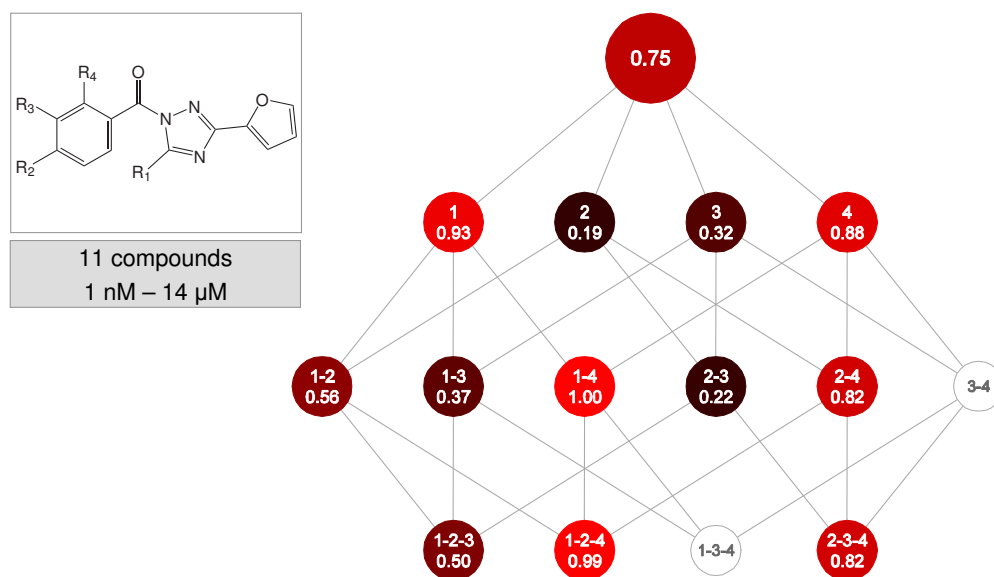 O
R4
R3
N
N
O
N
R2
R1
11 compounds
1 nM – 14 µM
0.75
1
0.93
2
0.19
3
0.32
4
0.88
1-2
0.56
1-3
0.37
1-4
1.00
2-3
0.22
2-4
0.82
3-4
1-2-3
0.50
1-2-4
0.99
1-3-4
2-3-4
0.82